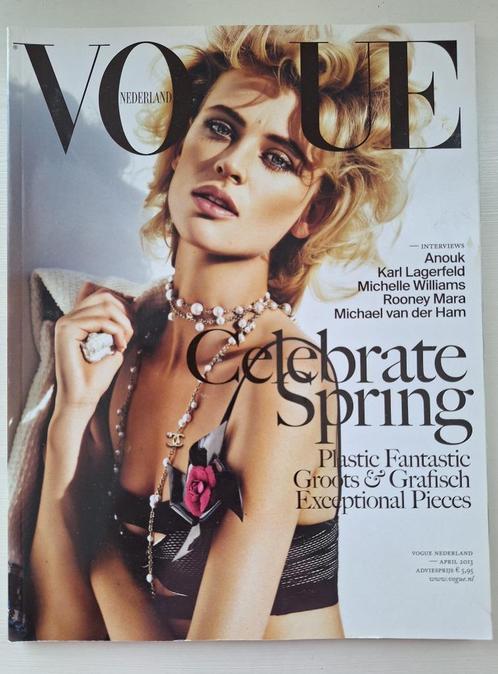 VOGUE
NEDERLAND
— INTERVIEWS
Anouk
Karl Lagerfeld
Michelle Williams
Rooney Mara
Michael van der Ham
Celebrate
Spring
Plastic Fantastic
Groots & Grafisch
Exceptional Pieces
VOGUE NEDERLAND
— APRIL 2013
ADVIESPRIJS € 5,95
www.vogue.nl